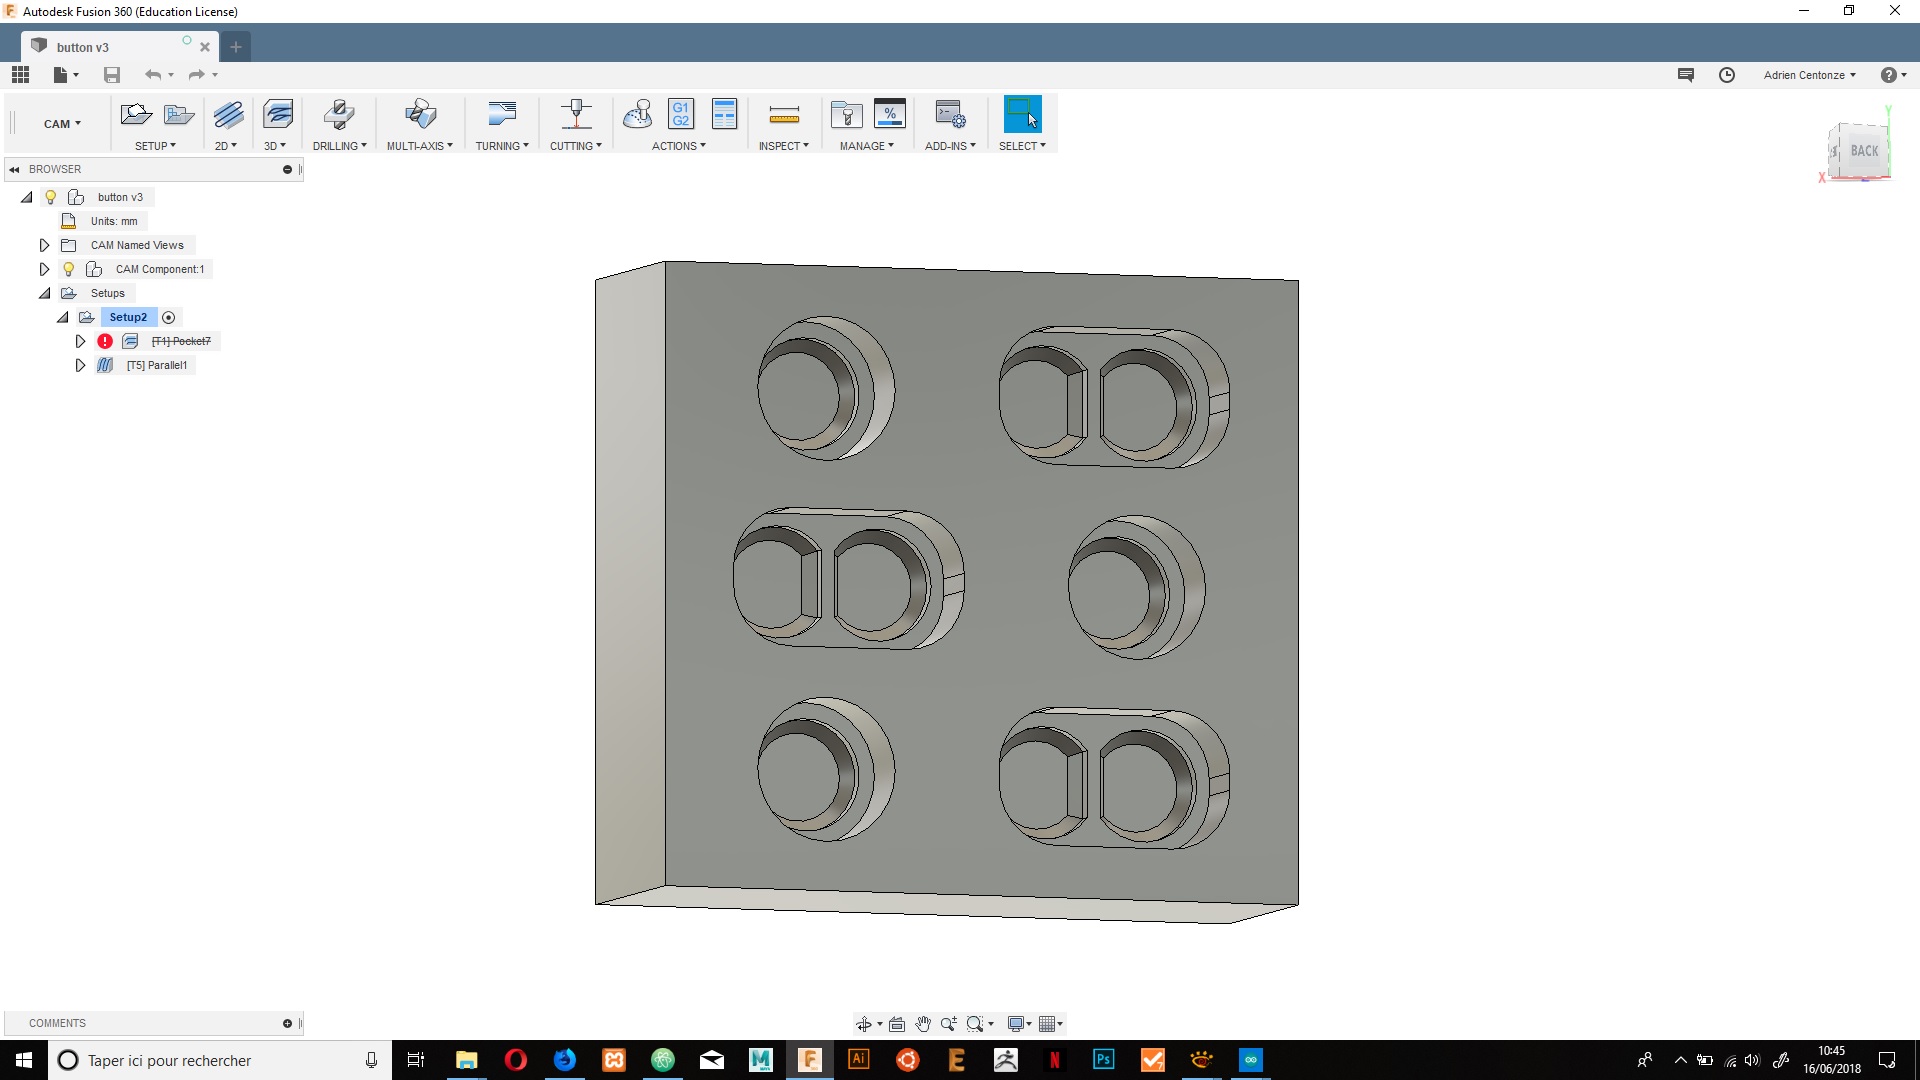 Autodesk Fusion 360 (Education License)
button v3
Adrien Centonze
CAM
G1
G2
%
SETUP
2D
3D
DRILLING
MULTI-AXIS
TURNING
CUTTING
ACTIONS
INSPECT
MANAGE
ADD-INS
SELECT
Y
BACK
X
BROWSER
button v3
Units: mm
CAM Named Views
CAM Component:1
Setups
Setup2
[T1] Pocket7
[T5] Parallel1
COMMENTS
Taper ici pour rechercher
Ai
E
N
Ps
10:45
16/06/2018